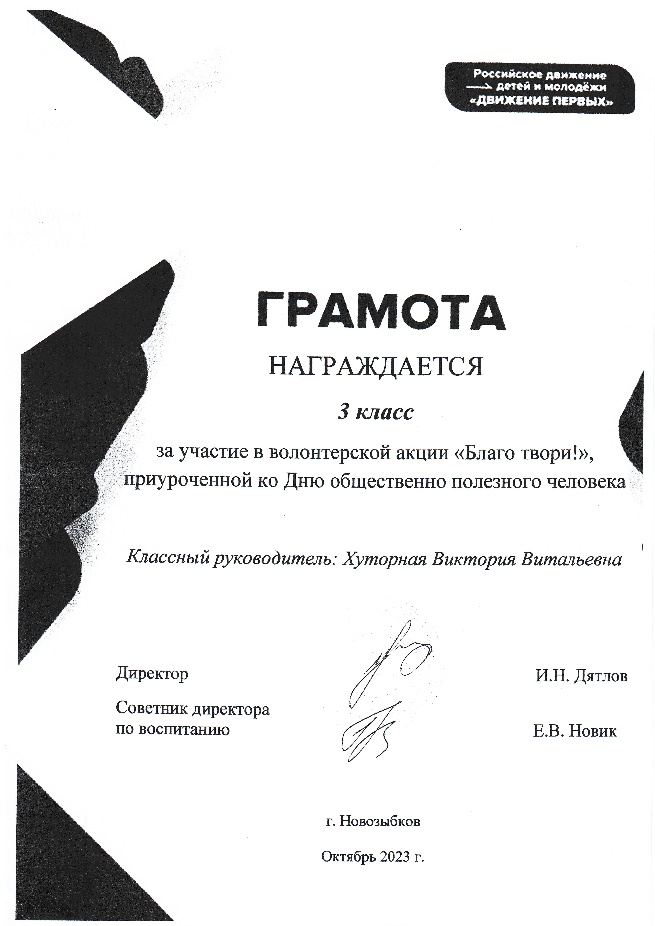 Российское движение
детей и молодёжи
«ДВИЖЕНИЕ ПЕРВЫХ»
ГРАМОТА
НАГРАЖДАЕТСЯ
3 класс
за участие в волонтерской акции «Благо твори!»,
приуроченной ко Дню общественно полезного человека
Классный руководитель: Хуторная Виктория Витальевна
Директор
И.Н. Дятлов
Советник директора
по воспитанию
Е.В. Новик
г. Новозыбков
Октябрь 2023 г.